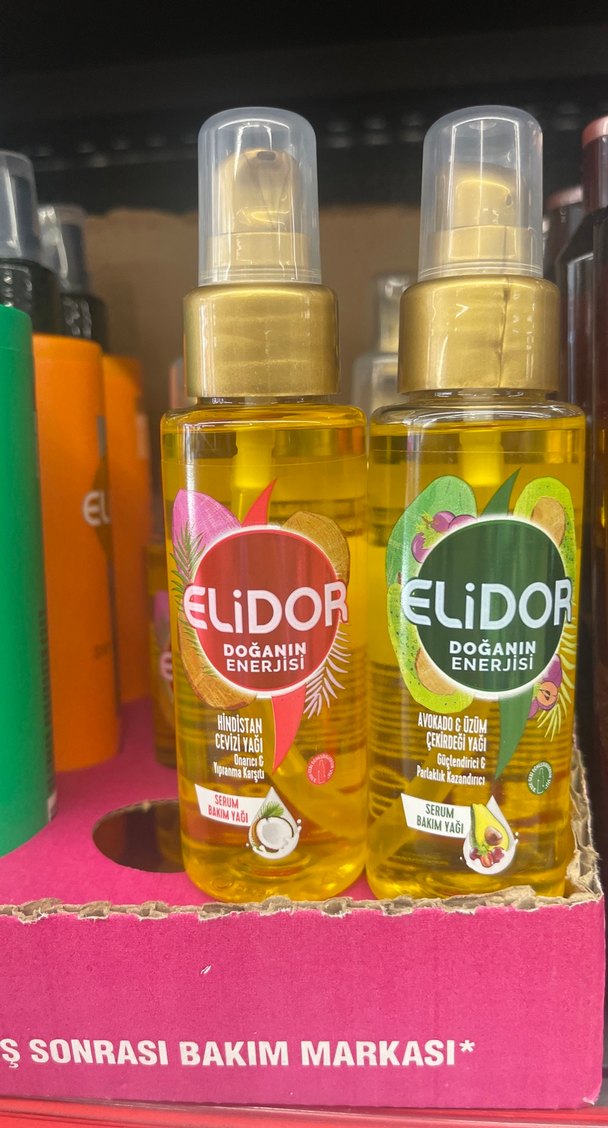 ELiDOR
DOĞANIN
ENERJİSİ
HİNDİSTAN
CEVİZİ YAĞI
Onarıcı &
Yıpranma Karşıtı
SERUM
BAKIM YAĞI
ELiDOR
DOĞANIN
ENERJİSİ
AVOKADO & ÜZÜM
ÇEKİRDEĞİ YAĞI
Güçlendirici &
Parlaklık Kazandırıcı
SERUM
BAKIM YAĞI
Ş SONRASI BAKIM MARKASI*